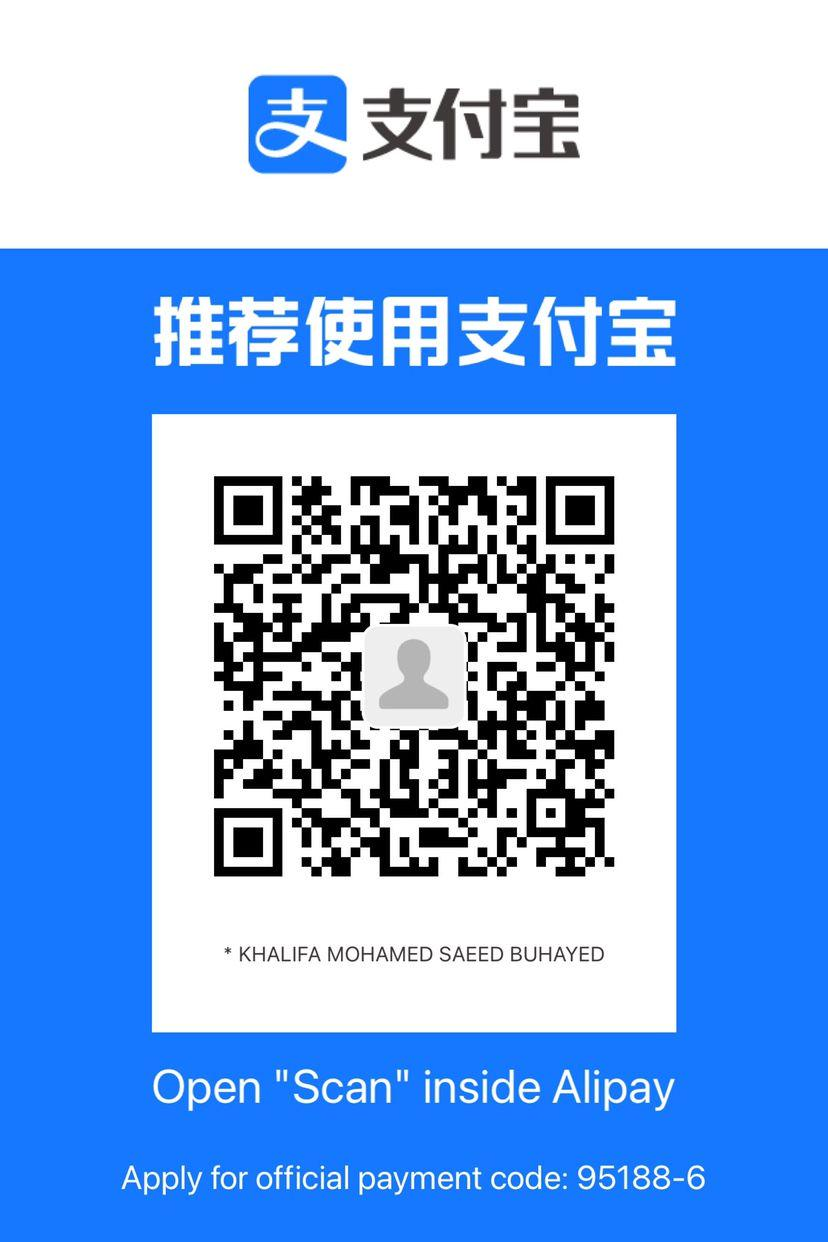 支 支付宝
推荐使用支付宝
* KHALIFA MOHAMED SAEED BUHAYED
Open "Scan" inside Alipay
Apply for official payment code: 95188-6